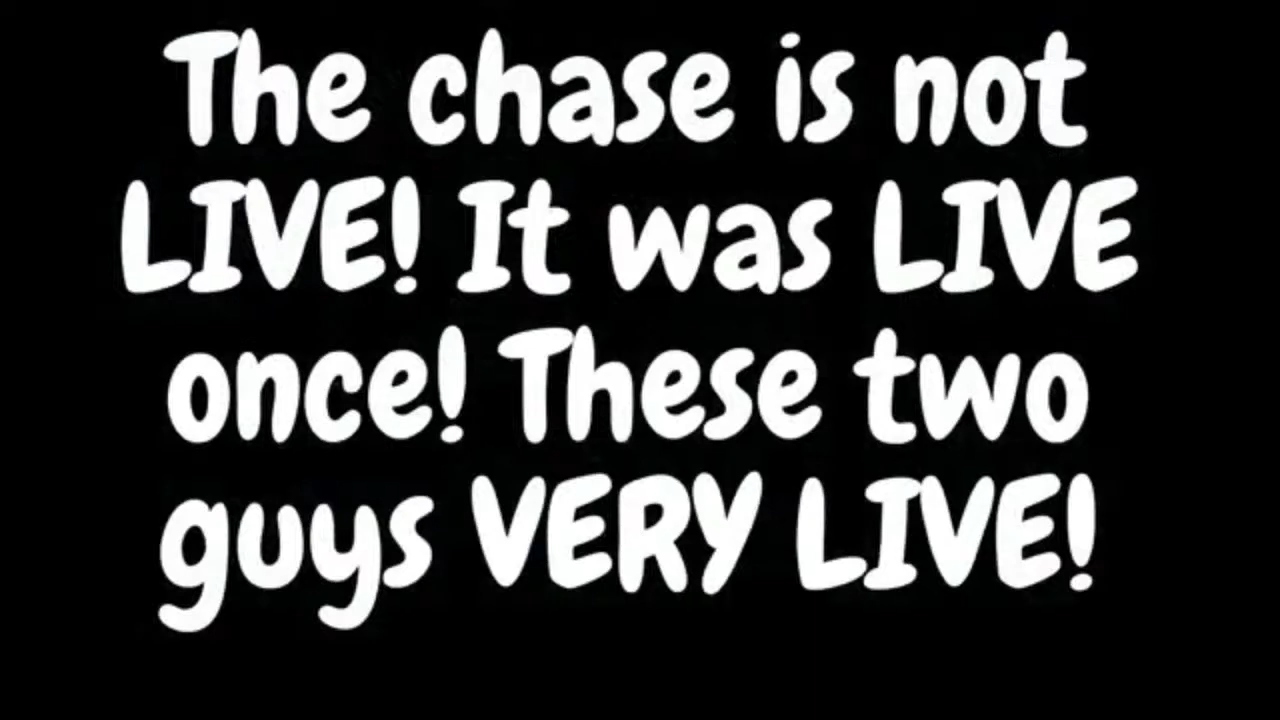 The chase is not
LIVE! It was LIVE
once! These two
guys VERY LIVE!